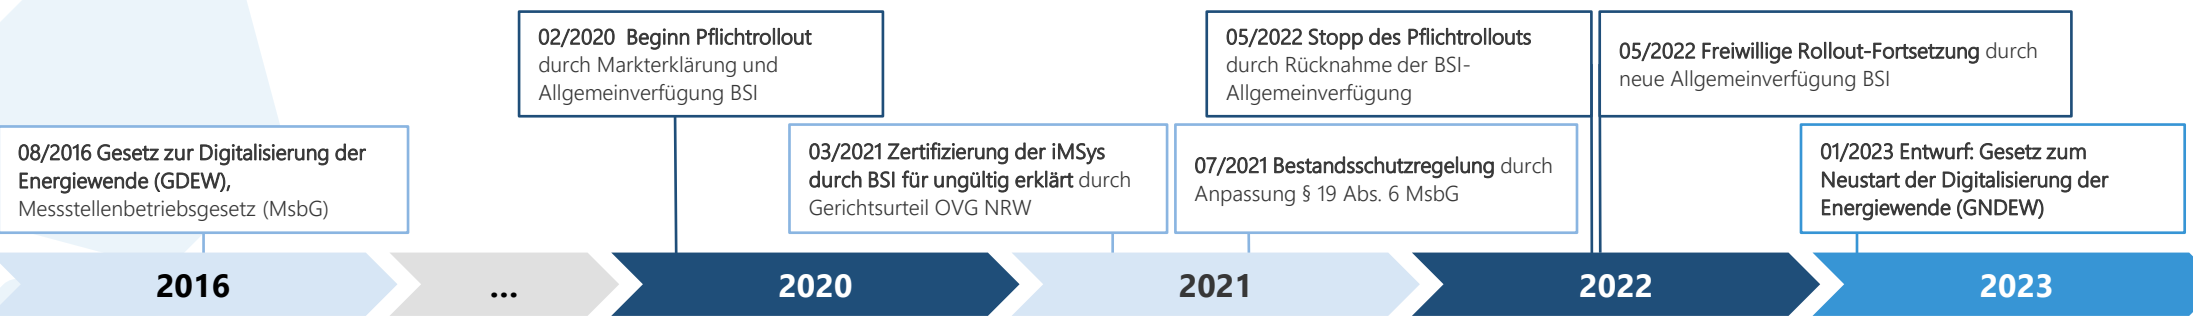 08/2016 Gesetz zur Digitalisierung der
Energiewende (GDEW),
Messstellenbetriebsgesetz (MsbG)
02/2020 Beginn Pflichtrollout
durch Markterklärung und
Allgemeinverfügung BSI
03/2021 Zertifizierung der iMSys
durch BSI für ungültig erklärt durch
Gerichtsurteil OVG NRW
07/2021 Bestandsschutzregelung durch
Anpassung § 19 Abs. 6 MsbG
05/2022 Stopp des Pflichtrollouts
durch Rücknahme der BSI-
Allgemeinverfügung
05/2022 Freiwillige Rollout-Fortsetzung durch
neue Allgemeinverfügung BSI
01/2023 Entwurf: Gesetz zum
Neustart der Digitalisierung der
Energiewende (GNDEW)
2016
...
2020
2021
2022
2023